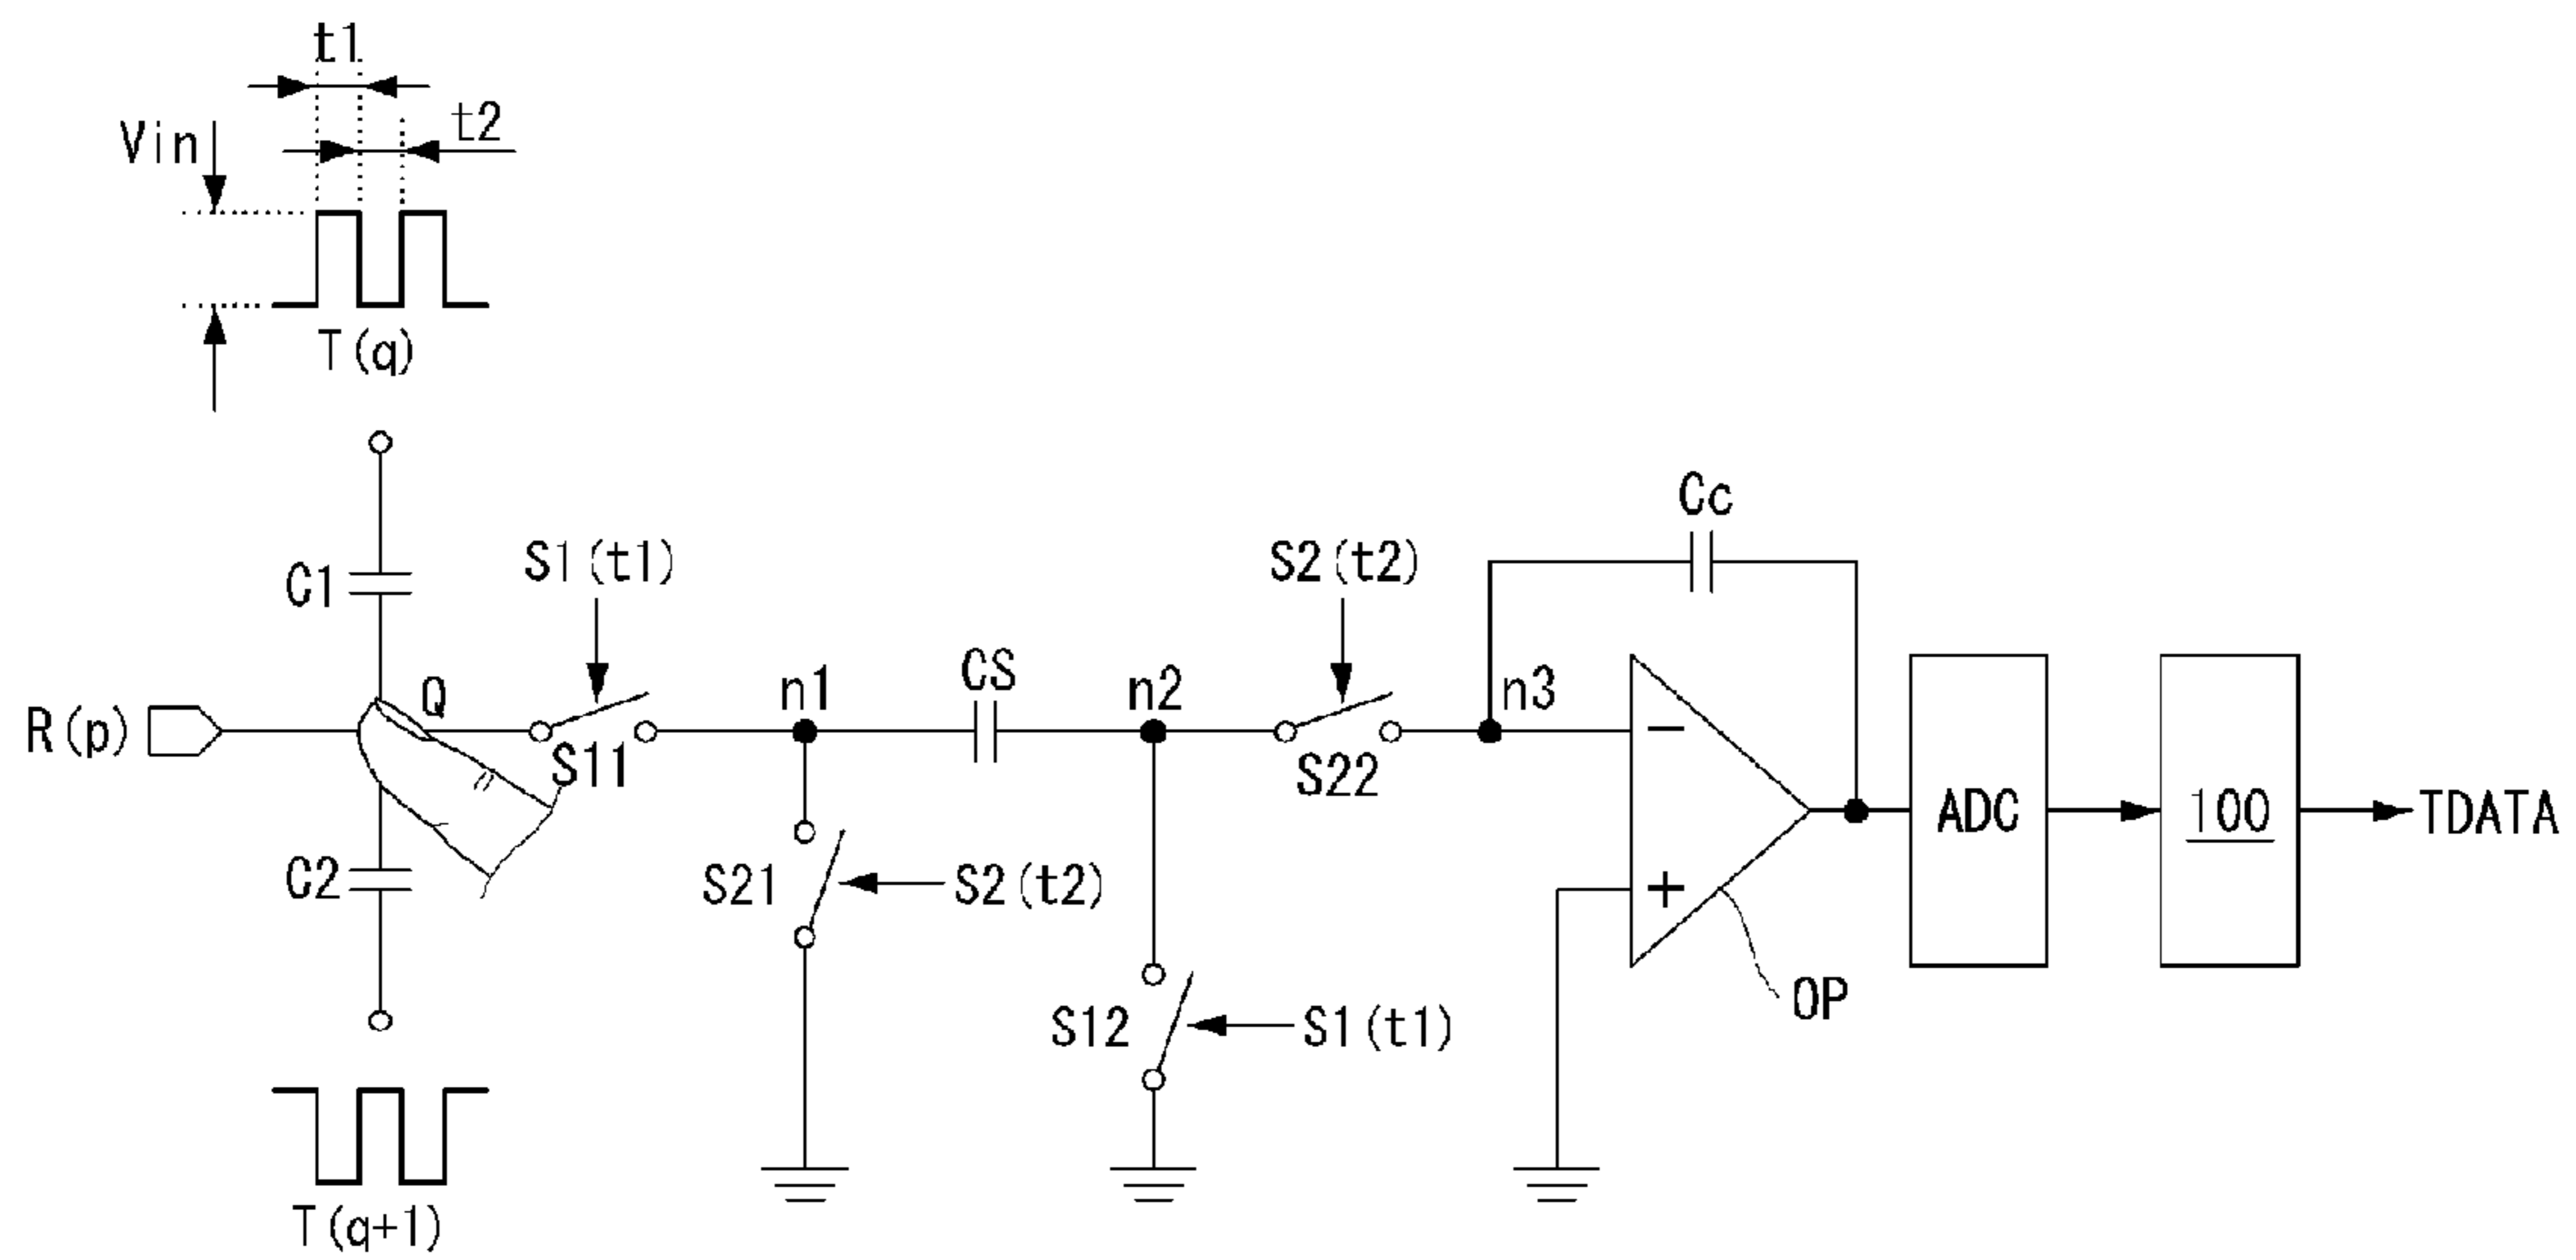 t1
t2
Vin
T(q)
Cc
S1(t1)
S2(t2)
C1
Q
n1
CS
n2
n3
R(p)
S11
S22
−
ADC
100
TDATA
C2
S21
S2(t2)
+
OP
S12
S1(t1)
T(q+1)